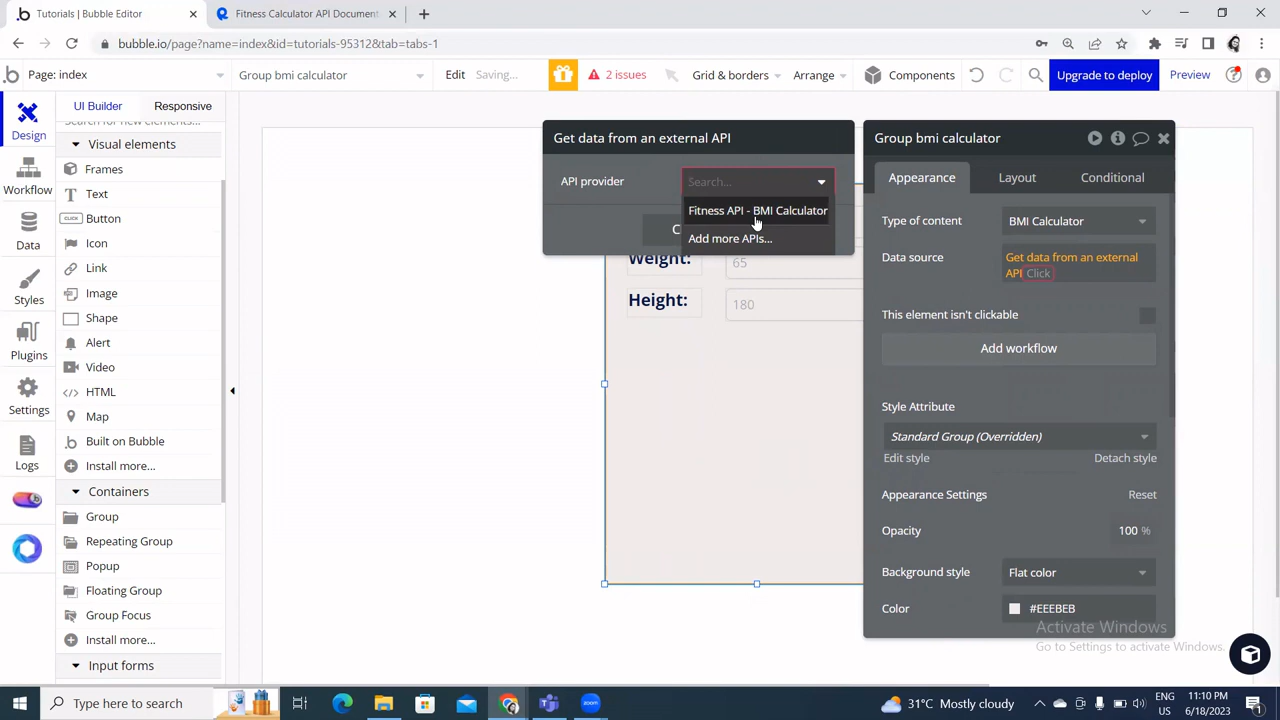 Tutorials | Bubble Editor
Fitness Calculator API Document
bubble.io/page?name=index&id=tutorials-95312&tab=tabs-1
Page: index
Group bmi calculator
Edit
Saving...
2 issues
Grid & borders
Arrange
Components
Upgrade to deploy
Preview
UI Builder
Responsive
Design
Workflow
Data
Styles
Plugins
Settings
Logs
Search for new elements...
Visual elements
Frames
Text
CLICK
Button
Icon
Link
Image
Shape
Alert
Video
</> HTML
Map
Built on Bubble
Install more...
Containers
Group
Repeating Group
Popup
Floating Group
Group Focus
Install more...
Input forms
Get data from an external API
API provider
Search...
Fitness API - BMI Calculator
Add more APIs...
C
Weight:
65
Height:
180
Group bmi calculator
Appearance
Layout
Conditional
Type of content
BMI Calculator
Data source
Get data from an external
API Click
This element isn't clickable
Add workflow
Style Attribute
Standard Group (Overridden)
Edit style
Detach style
Appearance Settings
Reset
Opacity
100 %
Background style
Flat color
Color
#EEEBEB
Activate Windows
Go to Settings to activate Windows.
Type here to search
31°C Mostly cloudy
ENG
US
11:10 PM
6/18/2023